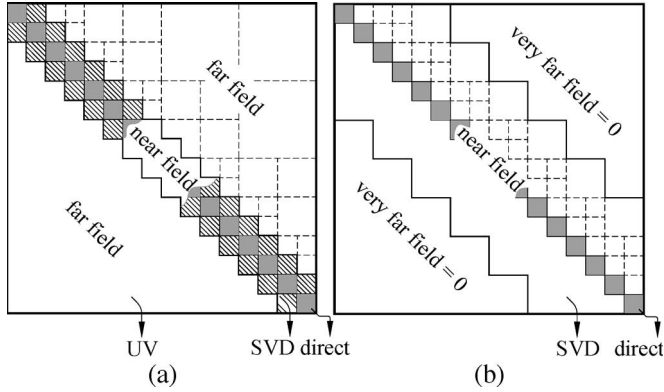 far field
near field
far field
UV
SVD direct
(a)
very far field = 0
near field
very far field = 0
SVD direct
(b)